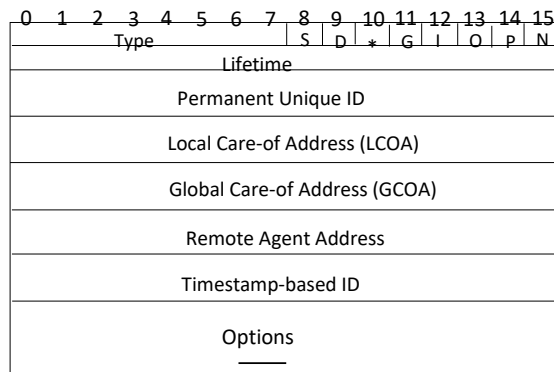 0 1 2 3 4 5 6 7 8 9 10 11 12 13 14 15
Type S D * G I O P N
Lifetime
Permanent Unique ID
Local Care-of Address (LCOA)
Global Care-of Address (GCOA)
Remote Agent Address
Timestamp-based ID
Options